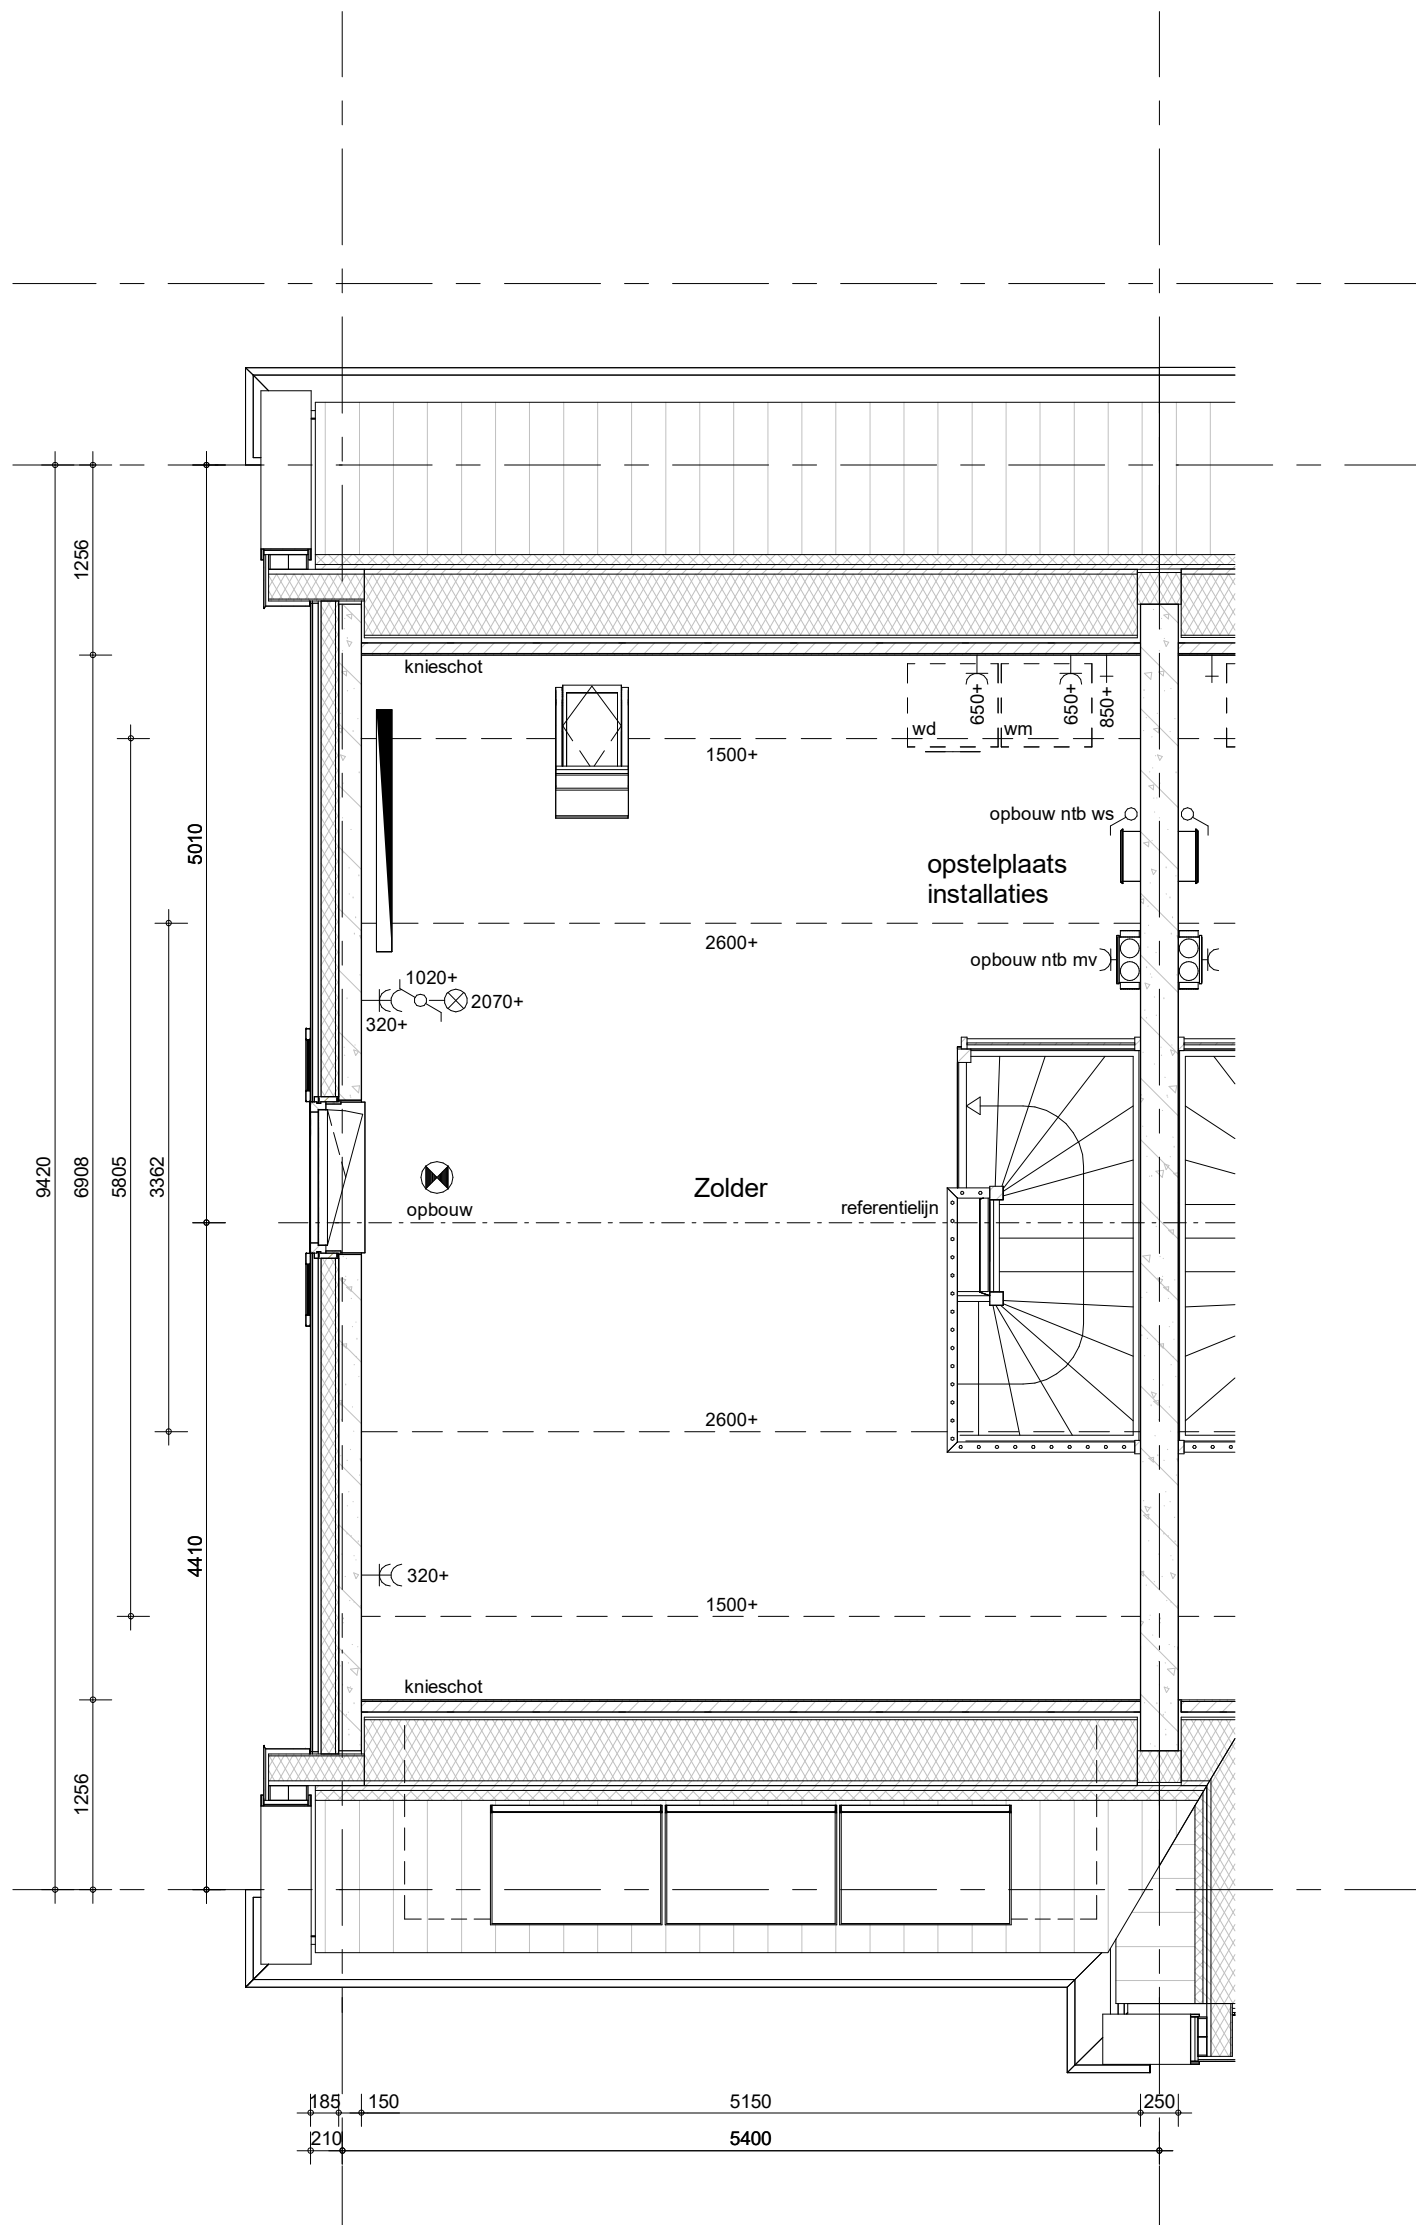 1256
knieschot
650+
650+
850+
wd
wm
1500+
opbouw ntb ws
5010
opstelplaats
installaties
2600+
opbouw ntb mv
1020+
2070+
320+
9420
6908
5805
3362
Zolder
referentielijn
opbouw
2600+
4410
320+
1500+
knieschot
1256
185
150
5150
250
210
5400